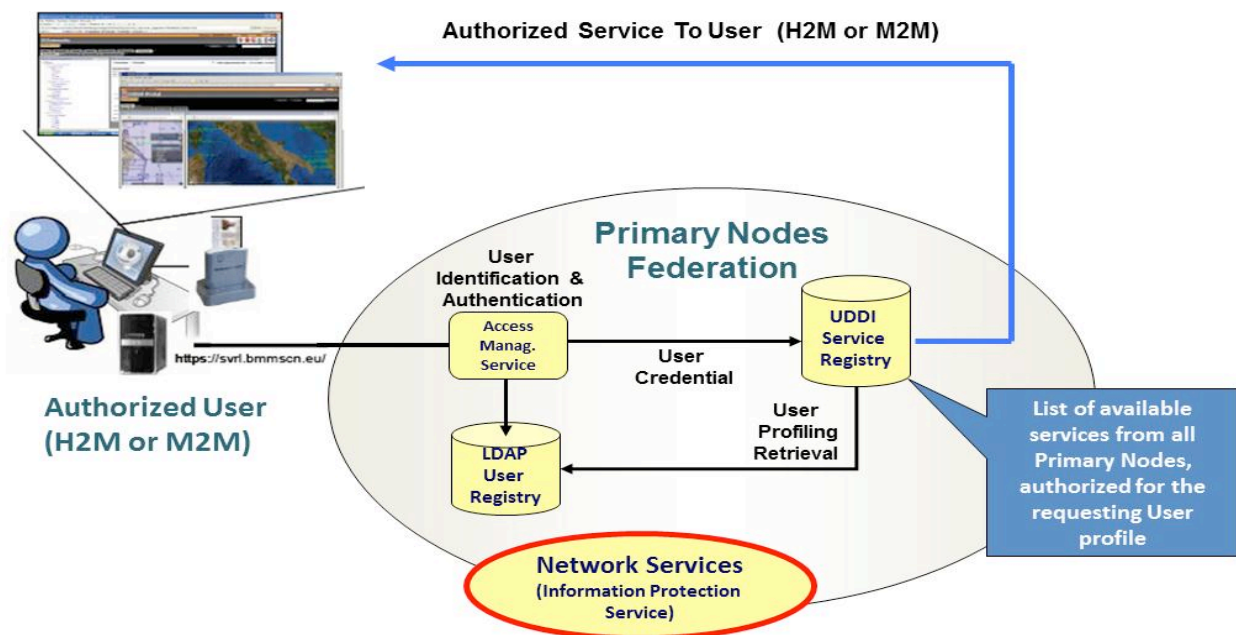 Authorized Service To User (H2M or M2M)
Primary Nodes
Federation
User
Identification &
Authentication
Access
Manag.
Service
UDDI
Service
Registry
https://svrl.bmmscn.eu/
User
Credential
Authorized User
(H2M or M2M)
User
Profiling
Retrieval
LDAP
User
Registry
List of available
services from all
Primary Nodes,
authorized for the
requesting User
profile
Network Services
(Information Protection
Service)